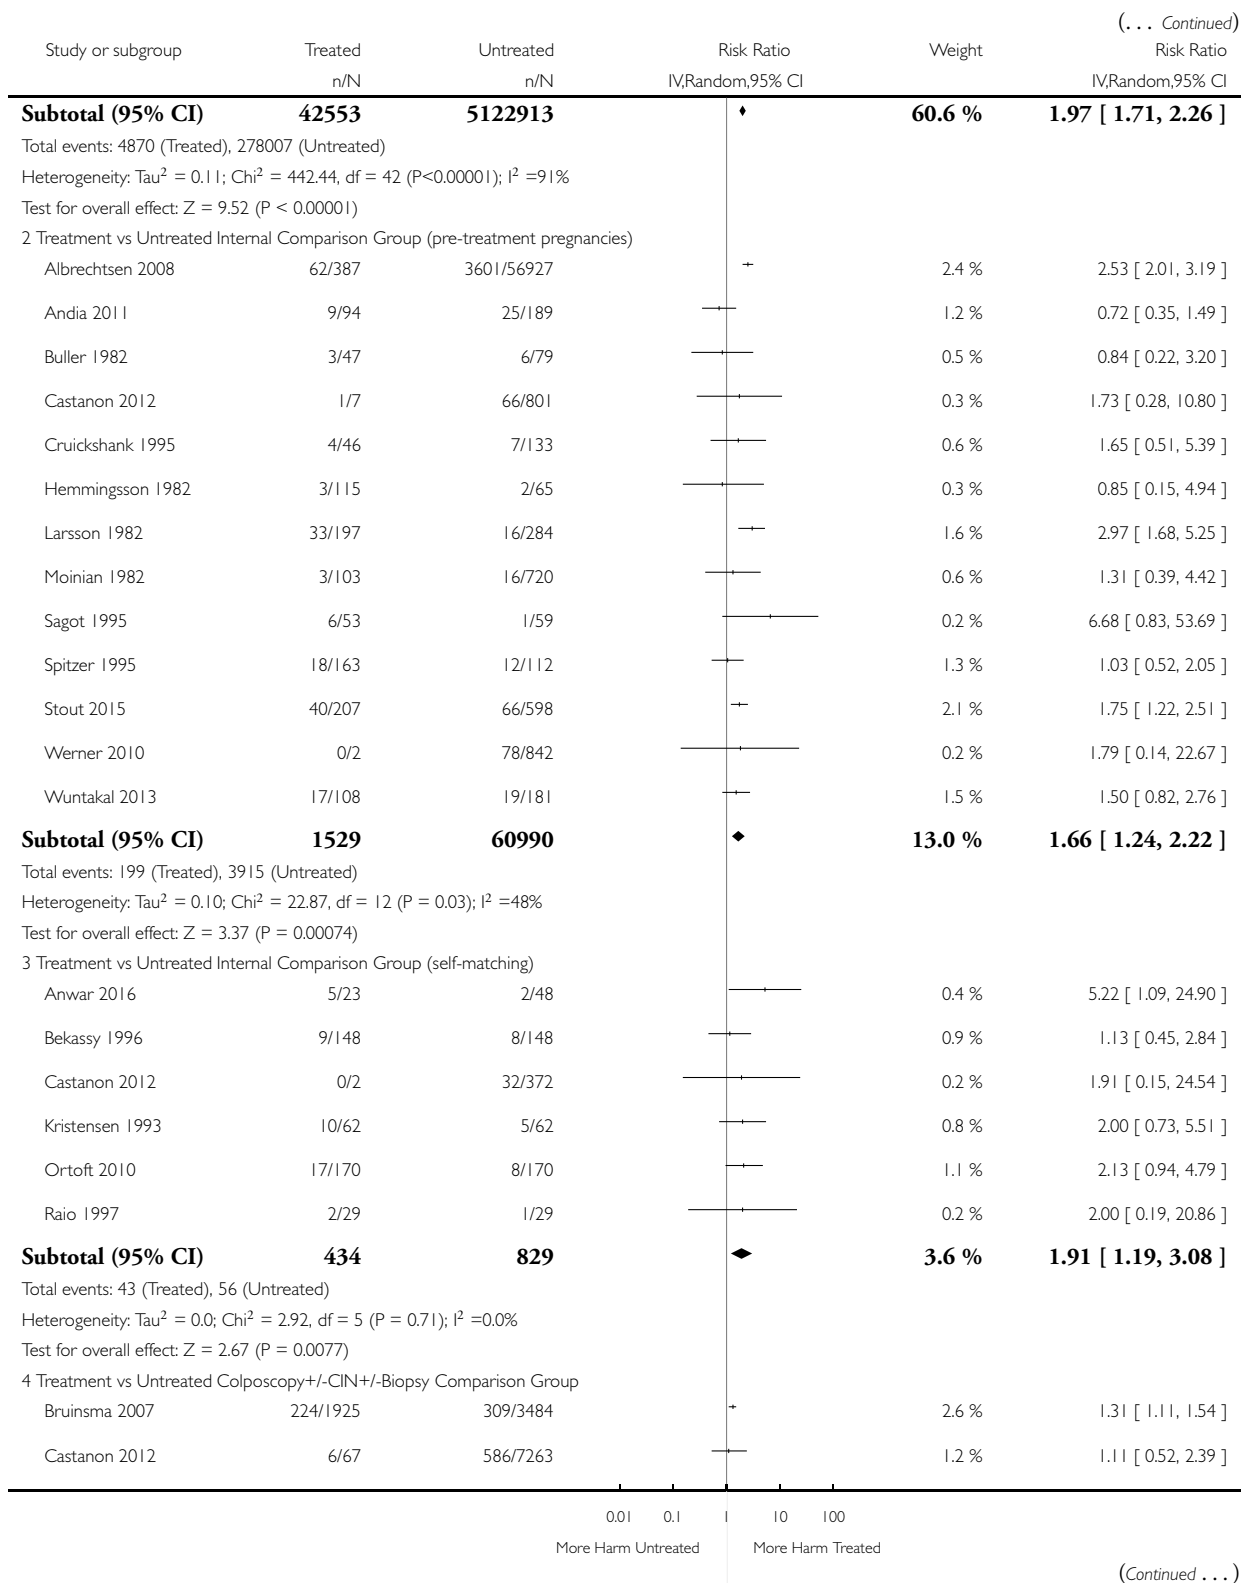 (... Continued)
Study or subgroup Treated Untreated Risk Ratio Weight Risk Ratio
n/N n/N IV,Random,95% CI IV,Random,95% CI
Subtotal (95% CI) 42553 5122913 60.6 % 1.97 [ 1.71, 2.26 ]
Total events: 4870 (Treated), 278007 (Untreated)
Heterogeneity: Tau² = 0.11; Chi² = 442.44, df = 42 (P<0.00001); I² =91%
Test for overall effect: Z = 9.52 (P < 0.00001)
2 Treatment vs Untreated Internal Comparison Group (pre-treatment pregnancies)
Albrechtsen 2008 62/387 3601/56927 2.4 % 2.53 [ 2.01, 3.19 ]
Andia 2011 9/94 25/189 1.2 % 0.72 [ 0.35, 1.49 ]
Buller 1982 3/47 6/79 0.5 % 0.84 [ 0.22, 3.20 ]
Castanon 2012 1/7 66/801 0.3 % 1.73 [ 0.28, 10.80 ]
Cruickshank 1995 4/46 7/133 0.6 % 1.65 [ 0.51, 5.39 ]
Hemmingsson 1982 3/115 2/65 0.3 % 0.85 [ 0.15, 4.94 ]
Larsson 1982 33/197 16/284 1.6 % 2.97 [ 1.68, 5.25 ]
Moinian 1982 3/103 16/720 0.6 % 1.31 [ 0.39, 4.42 ]
Sagot 1995 6/53 1/59 0.2 % 6.68 [ 0.83, 53.69 ]
Spitzer 1995 18/163 12/112 1.3 % 1.03 [ 0.52, 2.05 ]
Stout 2015 40/207 66/598 2.1 % 1.75 [ 1.22, 2.51 ]
Werner 2010 0/2 78/842 0.2 % 1.79 [ 0.14, 22.67 ]
Wuntakal 2013 17/108 19/181 1.5 % 1.50 [ 0.82, 2.76 ]
Subtotal (95% CI) 1529 60990 13.0 % 1.66 [ 1.24, 2.22 ]
Total events: 199 (Treated), 3915 (Untreated)
Heterogeneity: Tau² = 0.10; Chi² = 22.87, df = 12 (P = 0.03); I² =48%
Test for overall effect: Z = 3.37 (P = 0.00074)
3 Treatment vs Untreated Internal Comparison Group (self-matching)
Anwar 2016 5/23 2/48 0.4 % 5.22 [ 1.09, 24.90 ]
Bekassy 1996 9/148 8/148 0.9 % 1.13 [ 0.45, 2.84 ]
Castanon 2012 0/2 32/372 0.2 % 1.91 [ 0.15, 24.54 ]
Kristensen 1993 10/62 5/62 0.8 % 2.00 [ 0.73, 5.51 ]
Ortoft 2010 17/170 8/170 1.1 % 2.13 [ 0.94, 4.79 ]
Raio 1997 2/29 1/29 0.2 % 2.00 [ 0.19, 20.86 ]
Subtotal (95% CI) 434 829 3.6 % 1.91 [ 1.19, 3.08 ]
Total events: 43 (Treated), 56 (Untreated)
Heterogeneity: Tau² = 0.0; Chi² = 2.92, df = 5 (P = 0.71); I² =0.0%
Test for overall effect: Z = 2.67 (P = 0.0077)
4 Treatment vs Untreated Colposcopy+/-CIN+/-Biopsy Comparison Group
Bruinsma 2007 224/1925 309/3484 2.6 % 1.31 [ 1.11, 1.54 ]
Castanon 2012 6/67 586/7263 1.2 % 1.11 [ 0.52, 2.39 ]
0.01 0.1 1 10 100
More Harm Untreated More Harm Treated
(Continued ...)